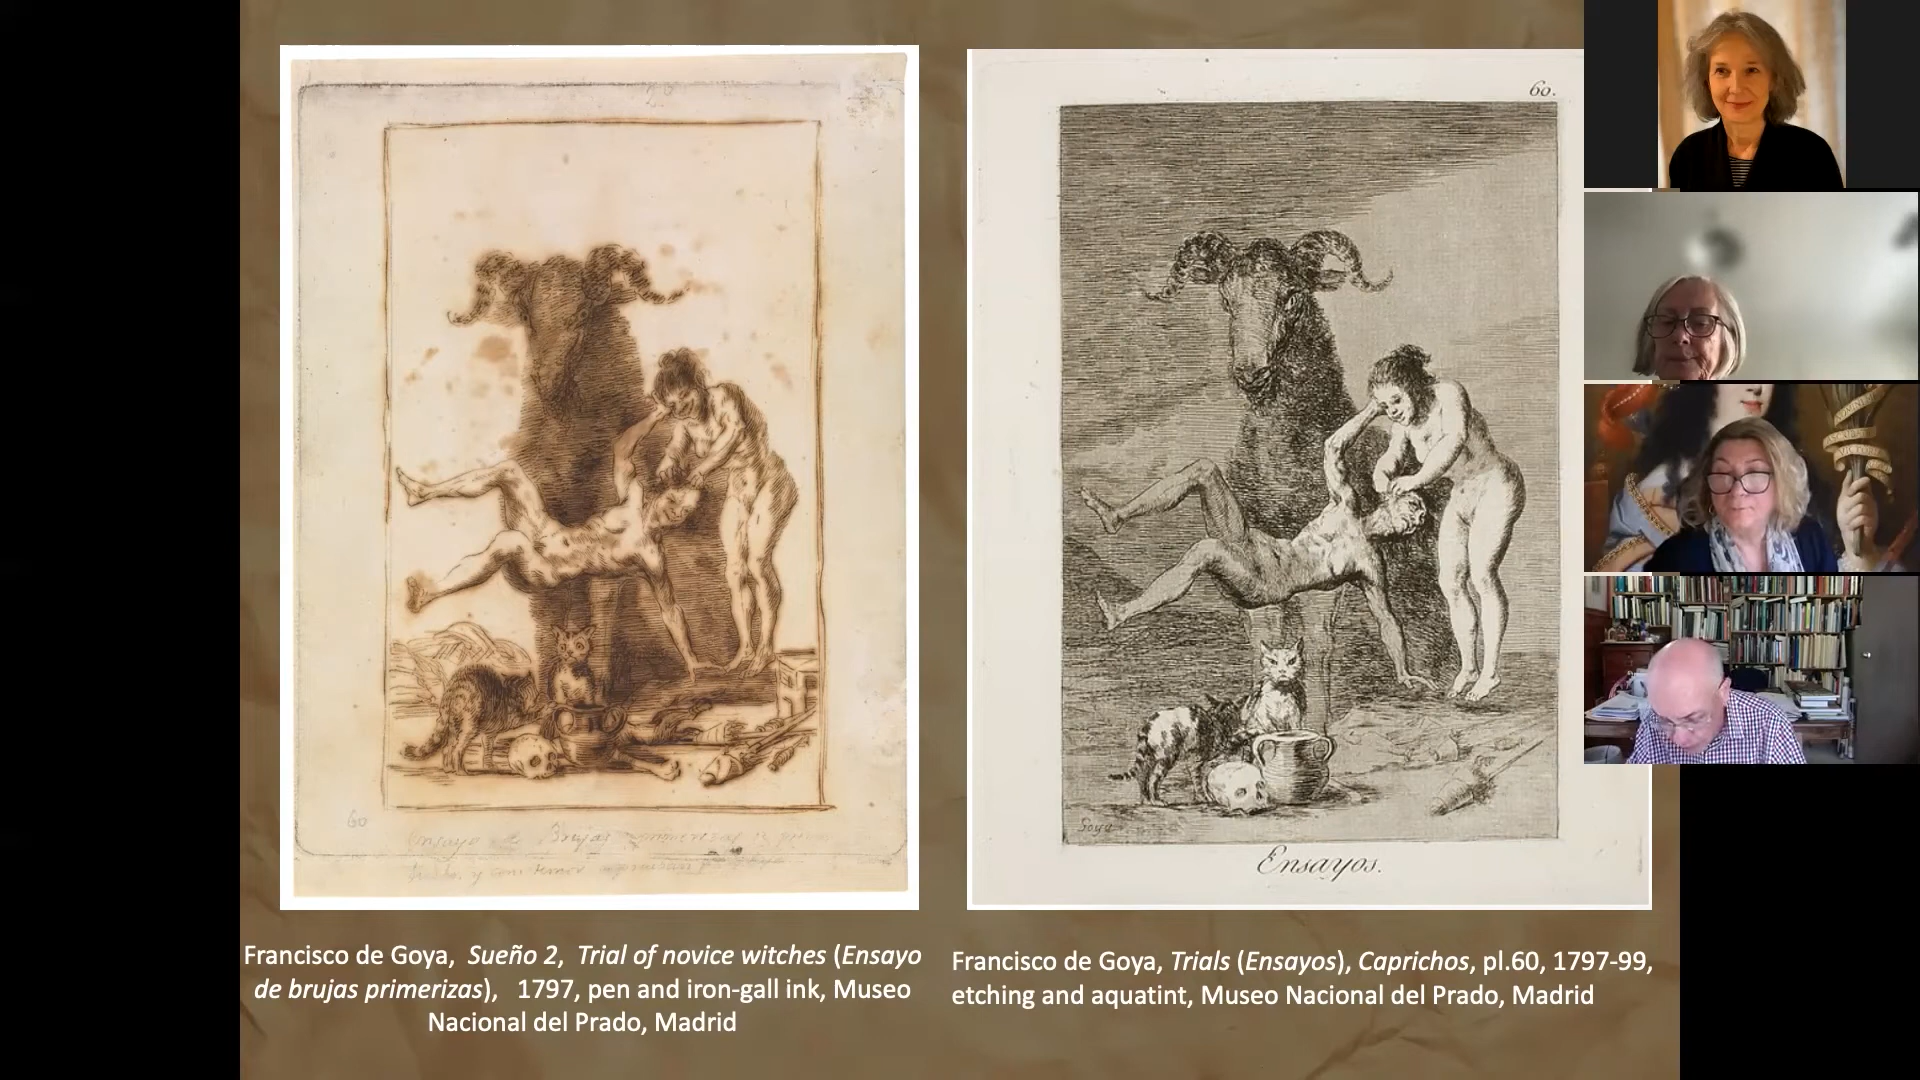 60
Brujas
60.
Goya
Ensayos.
Francisco de Goya, Sueño 2, Trial of novice witches (Ensayo
de brujas primerizas), 1797, pen and iron-gall ink, Museo
Nacional del Prado, Madrid
Francisco de Goya, Trials (Ensayos), Caprichos, pl.60, 1797-99,
etching and aquatint, Museo Nacional del Prado, Madrid